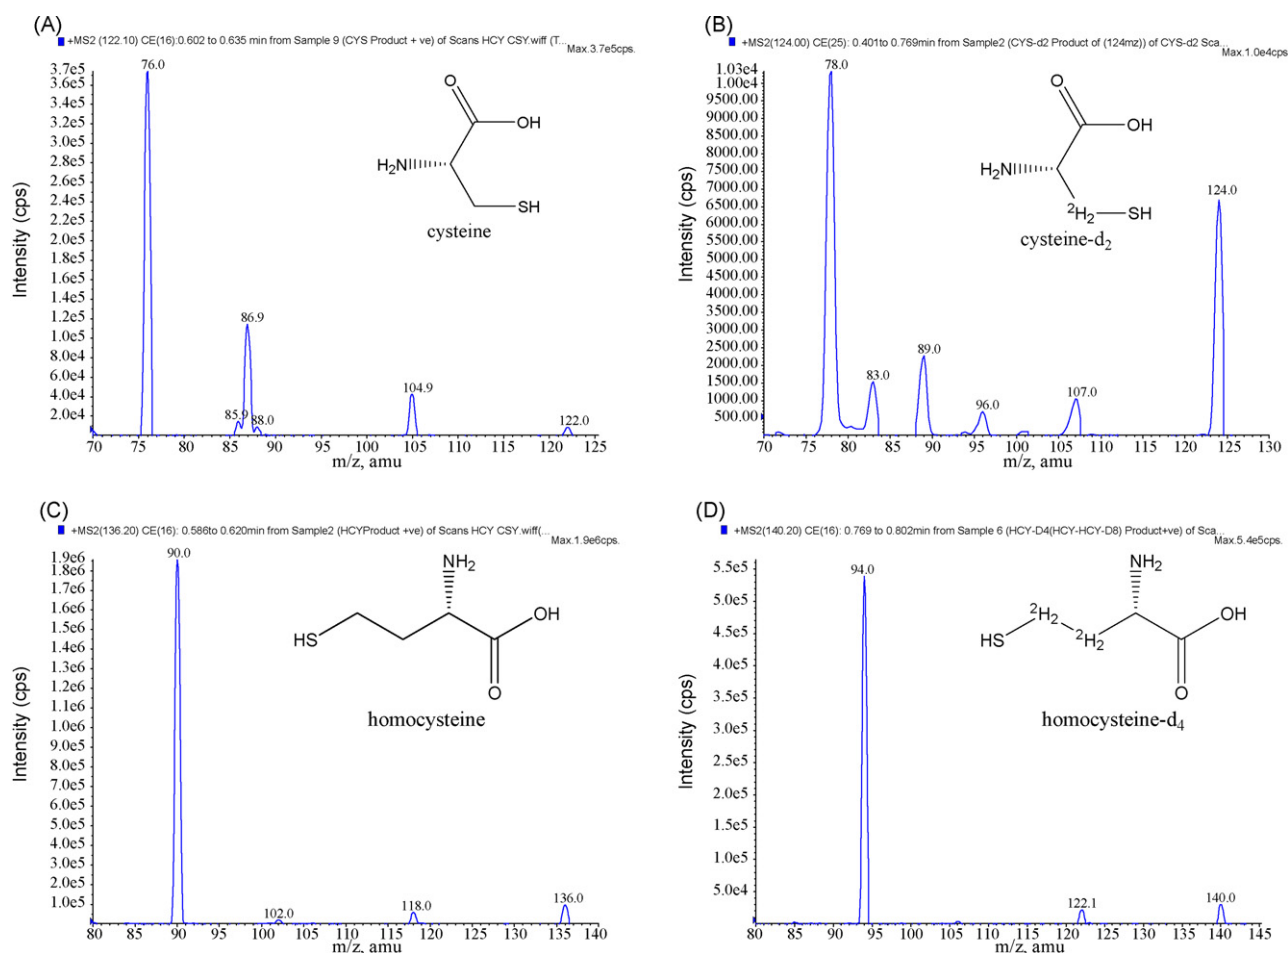 (A)
+MS2 (122.10) CE(16):0.602 to 0.635 min from Sample 9 (CYS Product + ve) of Scans HCY CSY.wiff (T...
Max.3.7e5cps.
3.7e5
3.6e5
3.4e5
3.2e5
3.0e5
2.8e5
2.6e5
2.4e5
2.2e5
2.0e5
1.8e5
1.6e5
1.4e5
1.2e5
1.0e5
8.0e4
6.0e4
4.0e4
2.0e4
Intensity (cps)
76.0
85.9
86.9
88.0
104.9
122.0
O
OH
H2N
SH
cysteine
70 75 80 85 90 95 100 105 110 115 120 125
m/z, amu
(B)
+MS2(124.00) CE(25): 0.401to 0.769min from Sample2 (CYS-d2 Product of (124mz)) of CYS-d2 Sca...
Max.1.0e4cps
1.03e4
1.00e4
9500.00
9000.00
8500.00
8000.00
7500.00
7000.00
6500.00
6000.00
5500.00
5000.00
4500.00
4000.00
3500.00
3000.00
2500.00
2000.00
1500.00
1000.00
500.00
Intensity (cps)
78.0
83.0
89.0
96.0
107.0
124.0
O
OH
H2N
2H2
SH
cysteine-d2
70 75 80 85 90 95 100 105 110 115 120 125 130
m/z, amu
(C)
+MS2(136.20) CE(16): 0.586to 0.620min from Sample2 (HCYProduct +ve) of Scans HCY CSY.wiff(...
Max.1.9e6cps.
1.9e6
1.8e6
1.7e6
1.6e6
1.5e6
1.4e6
1.3e6
1.2e6
1.1e6
1.0e6
9.0e5
8.0e5
7.0e5
6.0e5
5.0e5
4.0e5
3.0e5
2.0e5
1.0e5
Intensity (cps)
90.0
102.0
118.0
136.0
NH2
HS
OH
O
homocysteine
80 85 90 95 100 105 110 115 120 125 130 135 140
m/z, amu
(D)
+MS2(140.20) CE(16): 0.769 to 0.802min from Sample 6 (HCY-D4(HCY-HCY-D8) Product+ve) of Sca...
Max.5.4e5cps.
5.5e5
5.0e5
4.5e5
4.0e5
3.5e5
3.0e5
2.5e5
2.0e5
1.5e5
1.0e5
5.0e4
Intensity (cps)
94.0
122.1
140.0
NH2
2H2
HS
2H2
OH
O
homocysteine-d4
80 85 90 95 100 105 110 115 120 125 130 135 140 145
m/z, amu